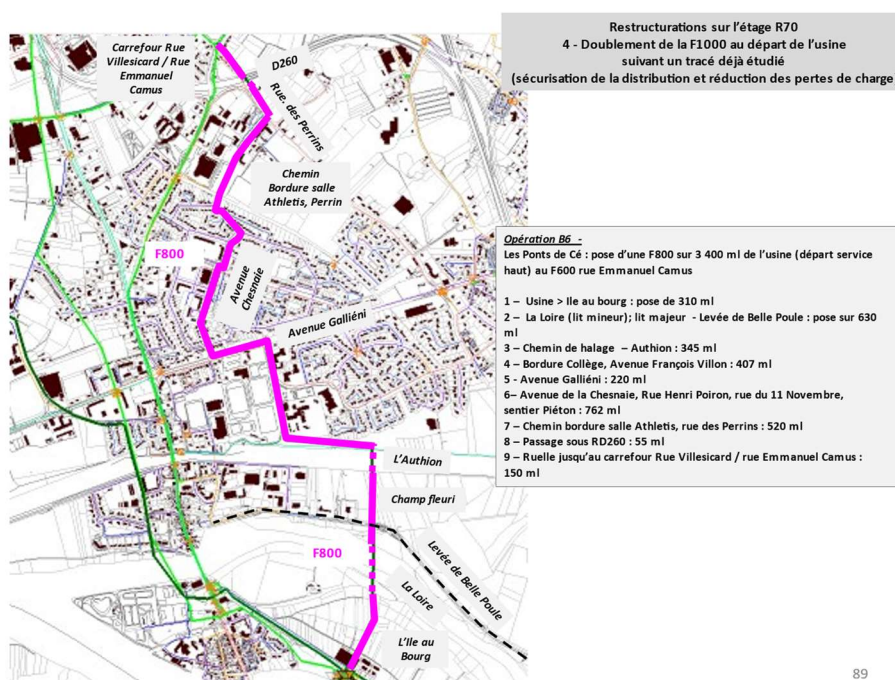 Restructurations sur l’étage R70
4 - Doublement de la F1000 au départ de l’usine
suivant un tracé déjà étudié
(sécurisation de la distribution et réduction des pertes de charge
Carrefour Rue
Villesicard / Rue
Emmanuel
Camus
D260
Rue. des Perrins
Chemin
Bordure salle
Athletis, Perrin
F800
Avenue
Chesnaie
Avenue Galliéni
L’Authion
Champ fleuri
F800
Levée de Belle Poule
La Loire
L’Ile au
Bourg
Opération B6 -
Les Ponts de Cé : pose d’une F800 sur 3 400 ml de l’usine (départ service
haut) au F600 rue Emmanuel Camus
1 – Usine > Ile au bourg : pose de 310 ml
2 – La Loire (lit mineur); lit majeur - Levée de Belle Poule : pose sur 630
ml
3 – Chemin de halage – Authion : 345 ml
4 – Bordure Collège, Avenue François Villon : 407 ml
5 - Avenue Galliéni : 220 ml
6– Avenue de la Chesnaie, Rue Henri Poiron, rue du 11 Novembre,
sentier Piéton : 762 ml
7 – Chemin bordure salle Athletis, rue des Perrins : 520 ml
8 – Passage sous RD260 : 55 ml
9 – Ruelle jusqu’au carrefour Rue Villesicard / rue Emmanuel Camus :
150 ml
89